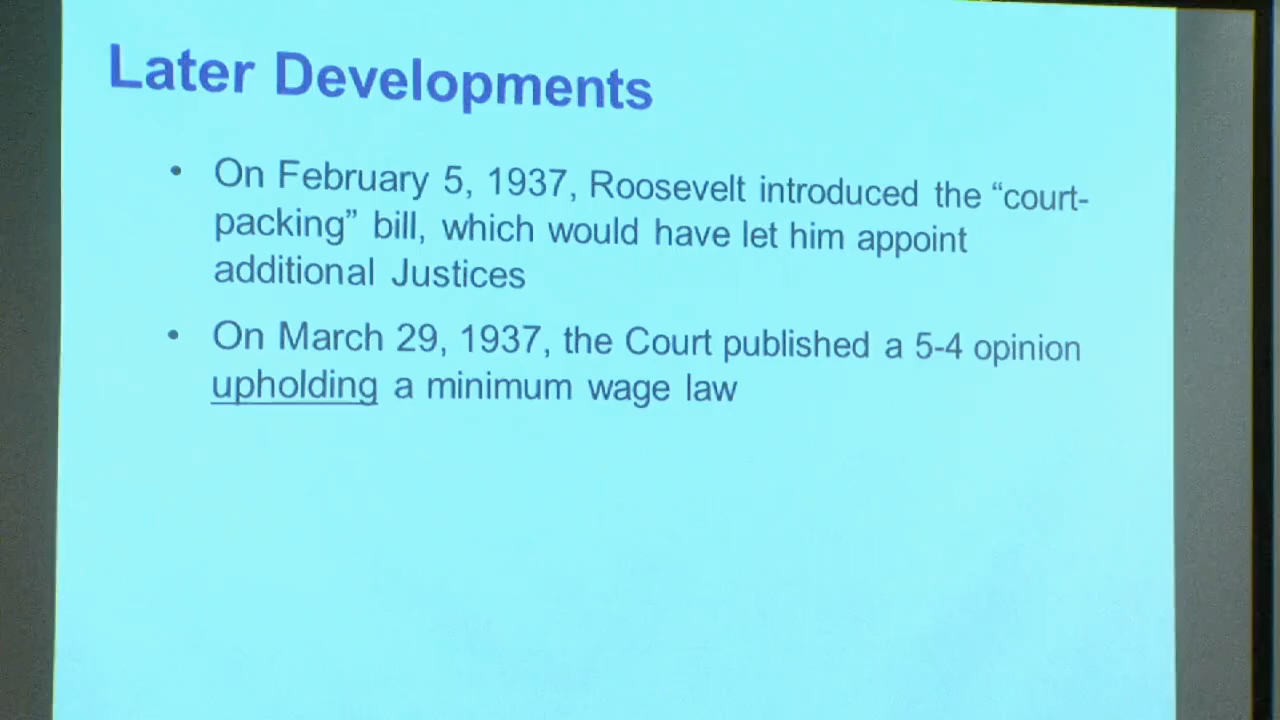 Later Developments
• On February 5, 1937, Roosevelt introduced the “court-
packing” bill, which would have let him appoint
additional Justices
• On March 29, 1937, the Court published a 5-4 opinion
upholding a minimum wage law